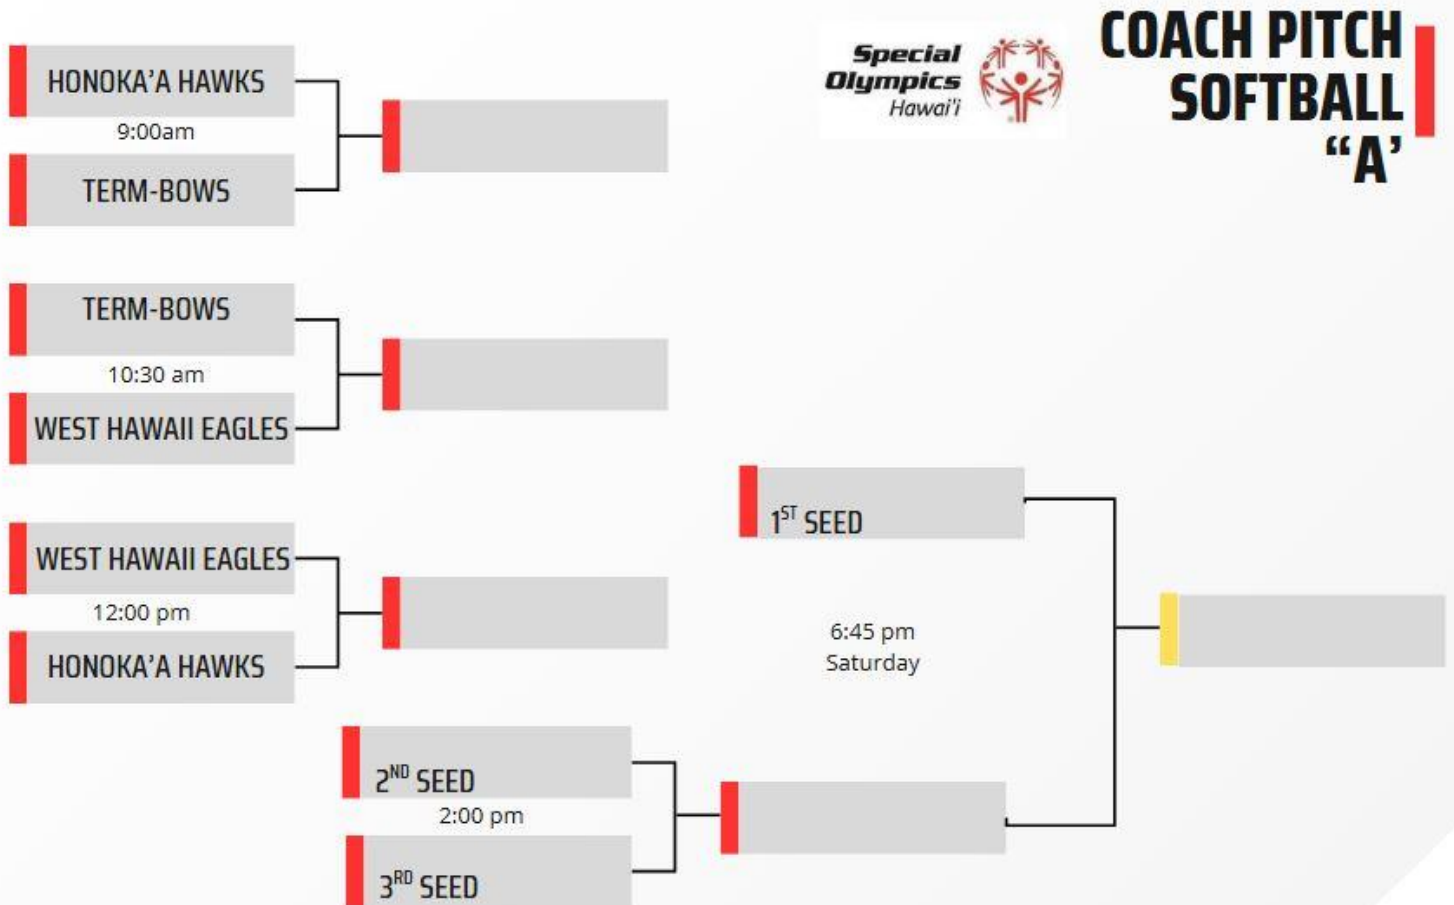 Special
Olympics
Hawai'i
COACH PITCH
SOFTBALL
“A’
HONOKA’A HAWKS
9:00am
TERM-BOWS
TERM-BOWS
10:30 am
WEST HAWAII EAGLES
WEST HAWAII EAGLES
12:00 pm
HONOKA’A HAWKS
1ST SEED
6:45 pm
Saturday
2ND SEED
2:00 pm
3RD SEED